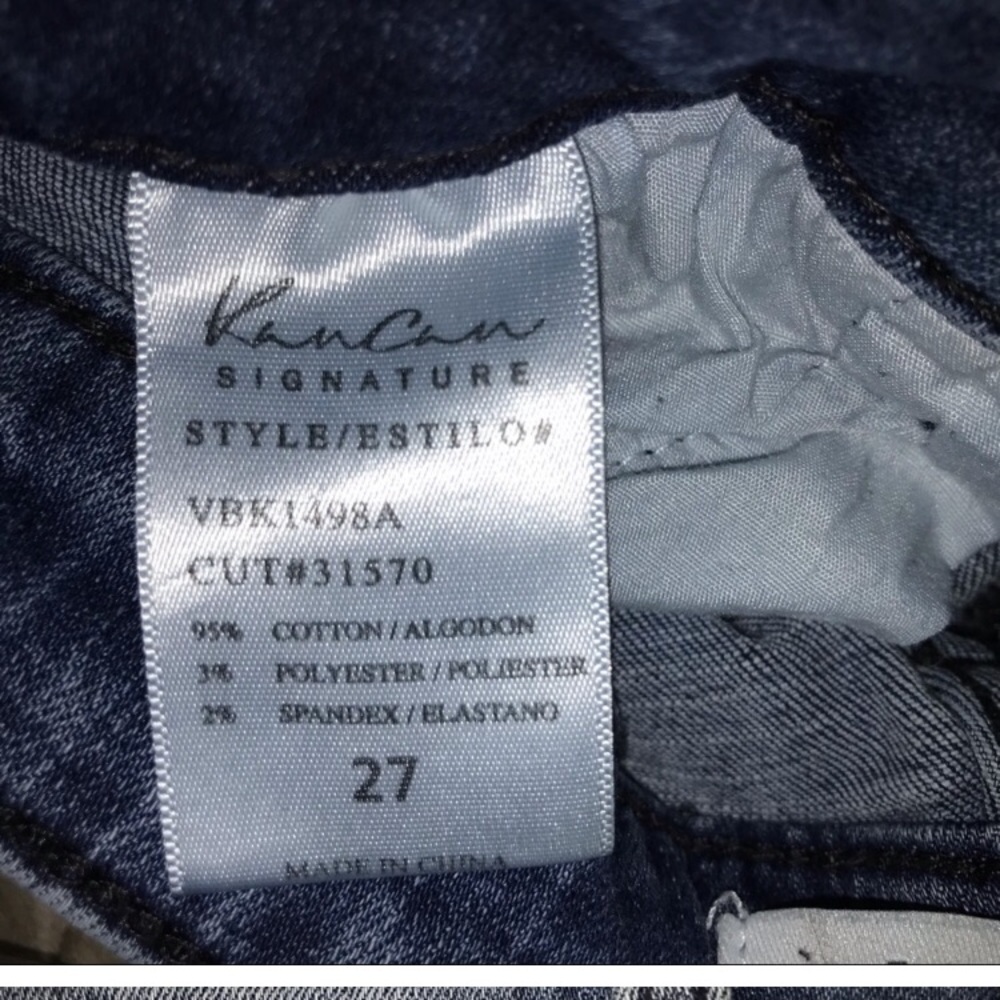 KanCan
SIGNATURE
STYLE/ESTILO#
VBK1498A
CUT#31570
95% COTTON / ALGODON
3% POLYESTER / POLIESTER
2% SPANDEX / ELASTANO
27
MADE IN CHINA